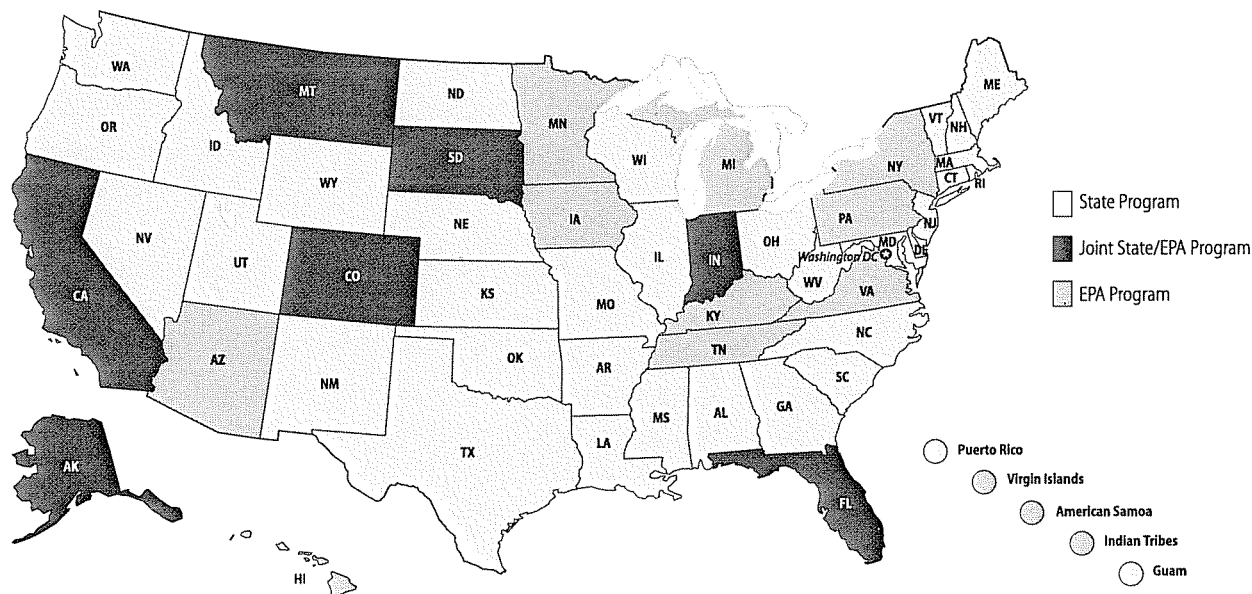 WA
OR
ID
MT
ND
MN
WI
MI
NY
VT
NH
ME
MA
CT
RI
SD
WY
NE
IA
PA
NJ
NV
UT
CO
KS
MO
IL
IN
OH
MD
DE
Washington DC
WV
VA
CA
KY
AZ
NM
OK
AR
TN
NC
SC
TX
LA
MS
AL
GA
FL
AK
HI
State Program
Joint State/EPA Program
EPA Program
Puerto Rico
Virgin Islands
American Samoa
Indian Tribes
Guam